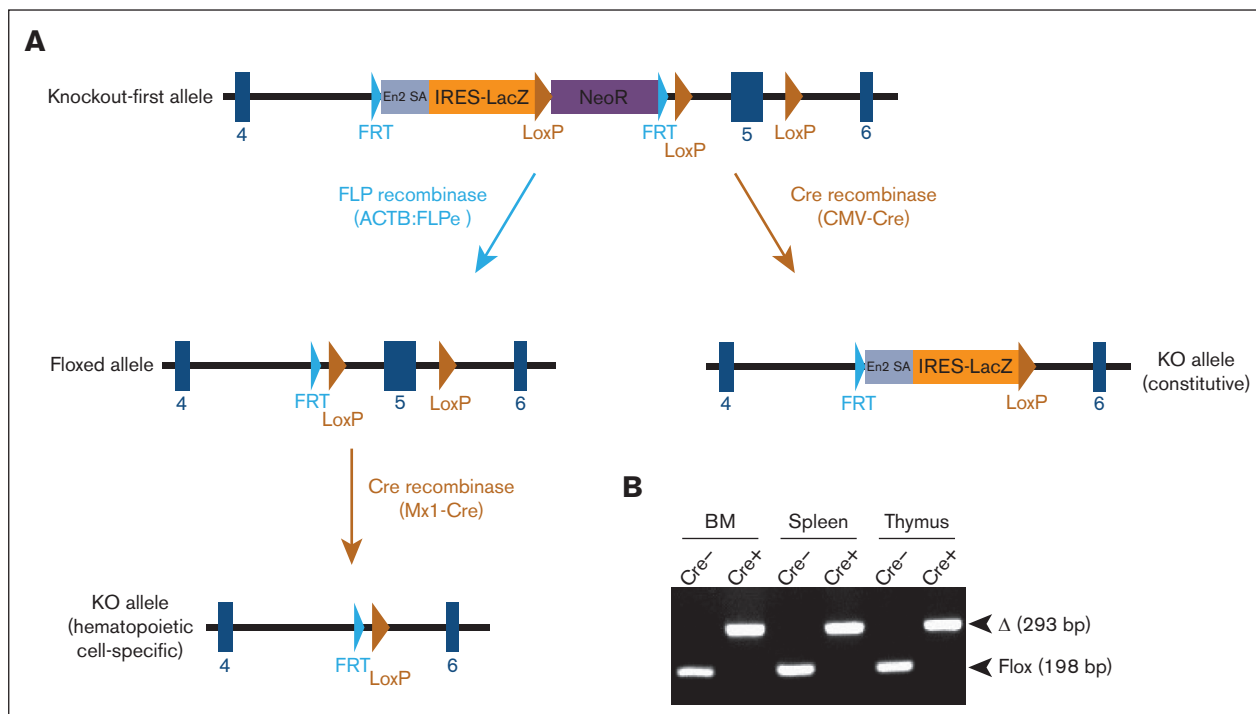 A
Knockout-first allele
En2 SA IRES-LacZ NeoR
4 FRT LoxP FRT LoxP 5 LoxP 6
FLP recombinase
(ACTB:FLPe )
Cre recombinase
(CMV-Cre)
Floxed allele
4 FRT LoxP 5 LoxP 6
En2 SA IRES-LacZ
4 FRT LoxP 6
KO allele
(constitutive)
Cre recombinase
(Mx1-Cre)
KO allele
(hematopoietic
cell-specific)
4 FRT LoxP 6
B
BM Spleen Thymus
Cre– Cre+ Cre– Cre+ Cre– Cre+
Δ (293 bp)
Flox (198 bp)